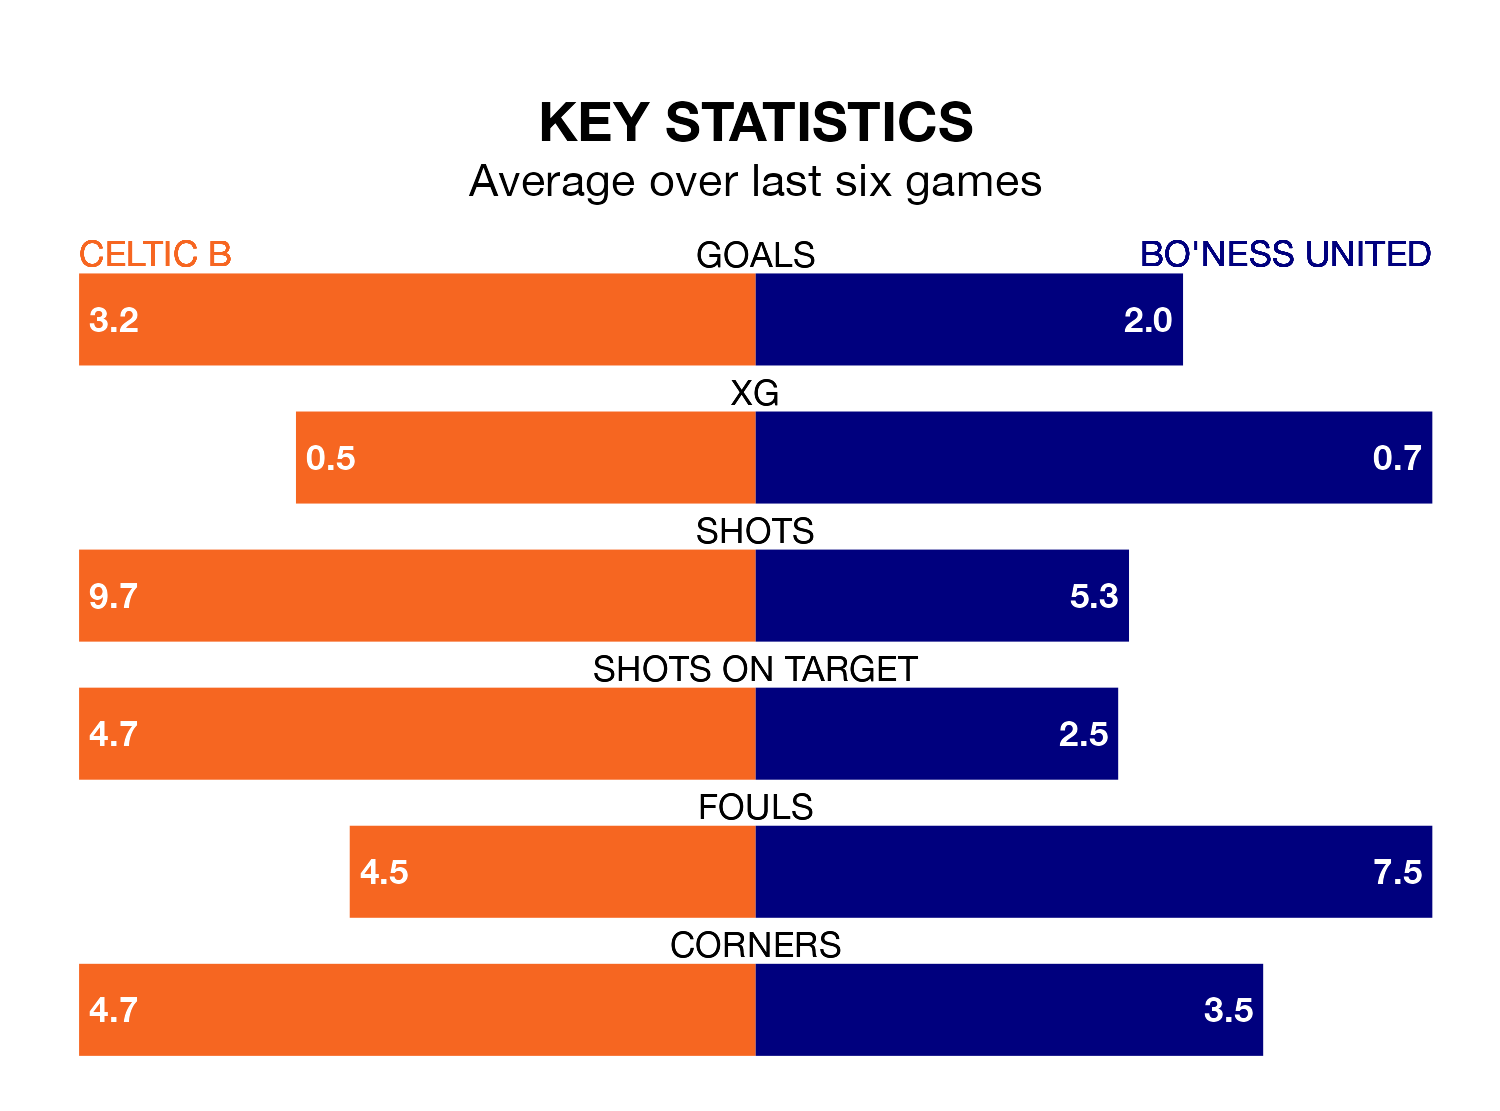 KEY STATISTICS
Average over last six games
CELTIC B GOALS BO'NESS UNITED
3.2 2.0
XG
0.5 0.7
SHOTS
9.7 5.3
SHOTS ON TARGET
4.7 2.5
FOULS
4.5 7.5
CORNERS
4.7 3.5